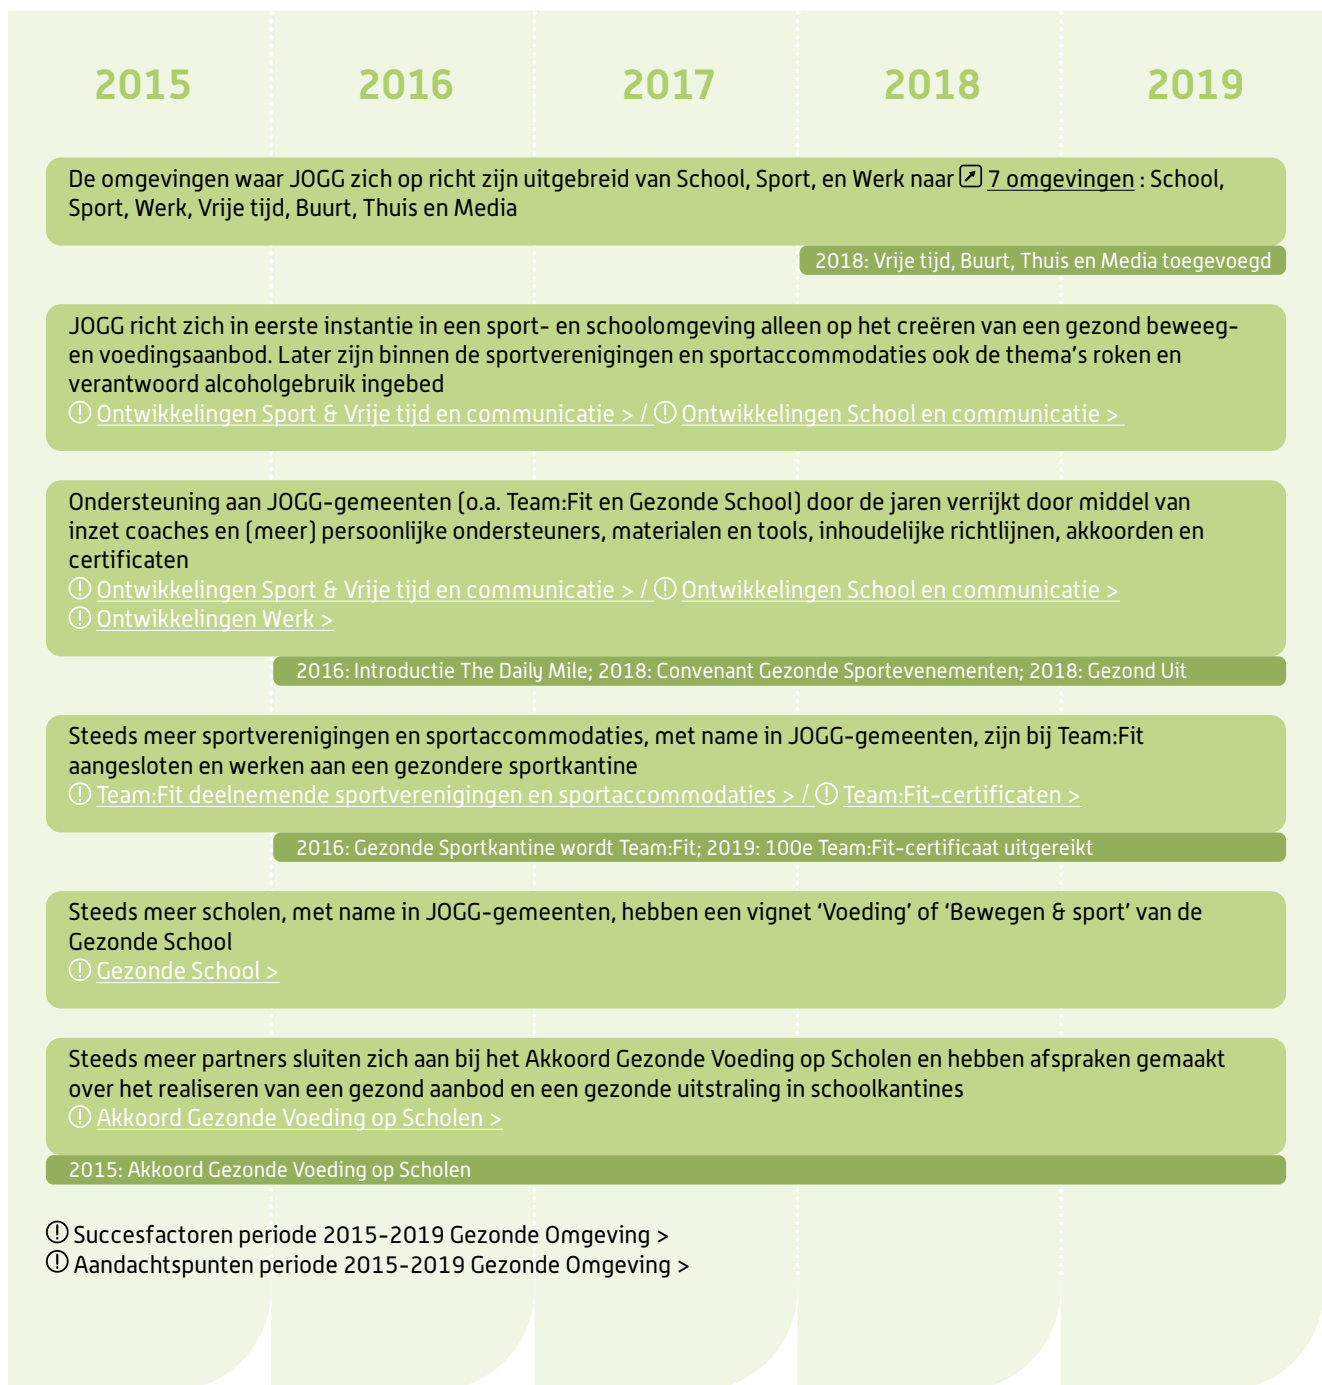 2015 2016 2017 2018 2019
De omgevingen waar JOGG zich op richt zijn uitgebreid van School, Sport, en Werk naar 7 omgevingen : School,
Sport, Werk, Vrije tijd, Buurt, Thuis en Media
2018: Vrije tijd, Buurt, Thuis en Media toegevoegd
JOGG richt zich in eerste instantie in een sport- en schoolomgeving alleen op het creëren van een gezond beweeg-
en voedingsaanbod. Later zijn binnen de sportverenigingen en sportaccommodaties ook de thema's roken en
verantwoord alcoholgebruik ingebed
Ontwikkelingen Sport & Vrije tijd en communicatie > / Ontwikkelingen School en communicatie >
Ondersteuning aan JOGG-gemeenten (o.a. Team:Fit en Gezonde School) door de jaren verrijkt door middel van
inzet coaches en (meer) persoonlijke ondersteuners, materialen en tools, inhoudelijke richtlijnen, akkoorden en
certificaten
Ontwikkelingen Sport & Vrije tijd en communicatie > / Ontwikkelingen School en communicatie >
Ontwikkelingen Werk >
2016: Introductie The Daily Mile; 2018: Convenant Gezonde Sportevenementen; 2018: Gezond Uit
Steeds meer sportverenigingen en sportaccommodaties, met name in JOGG-gemeenten, zijn bij Team:Fit
aangesloten en werken aan een gezondere sportkantine
Team:Fit deelnemende sportverenigingen en sportaccommodaties > / Team:Fit-certificaten >
2016: Gezonde Sportkantine wordt Team:Fit; 2019: 100e Team:Fit-certificaat uitgereikt
Steeds meer scholen, met name in JOGG-gemeenten, hebben een vignet ‘Voeding’ of ‘Bewegen & sport’ van de
Gezonde School
Gezonde School >
Steeds meer partners sluiten zich aan bij het Akkoord Gezonde Voeding op Scholen en hebben afspraken gemaakt
over het realiseren van een gezond aanbod en een gezonde uitstraling in schoolkantines
Akkoord Gezonde Voeding op Scholen >
2015: Akkoord Gezonde Voeding op Scholen
Succesfactoren periode 2015-2019 Gezonde Omgeving >
Aandachtspunten periode 2015-2019 Gezonde Omgeving >